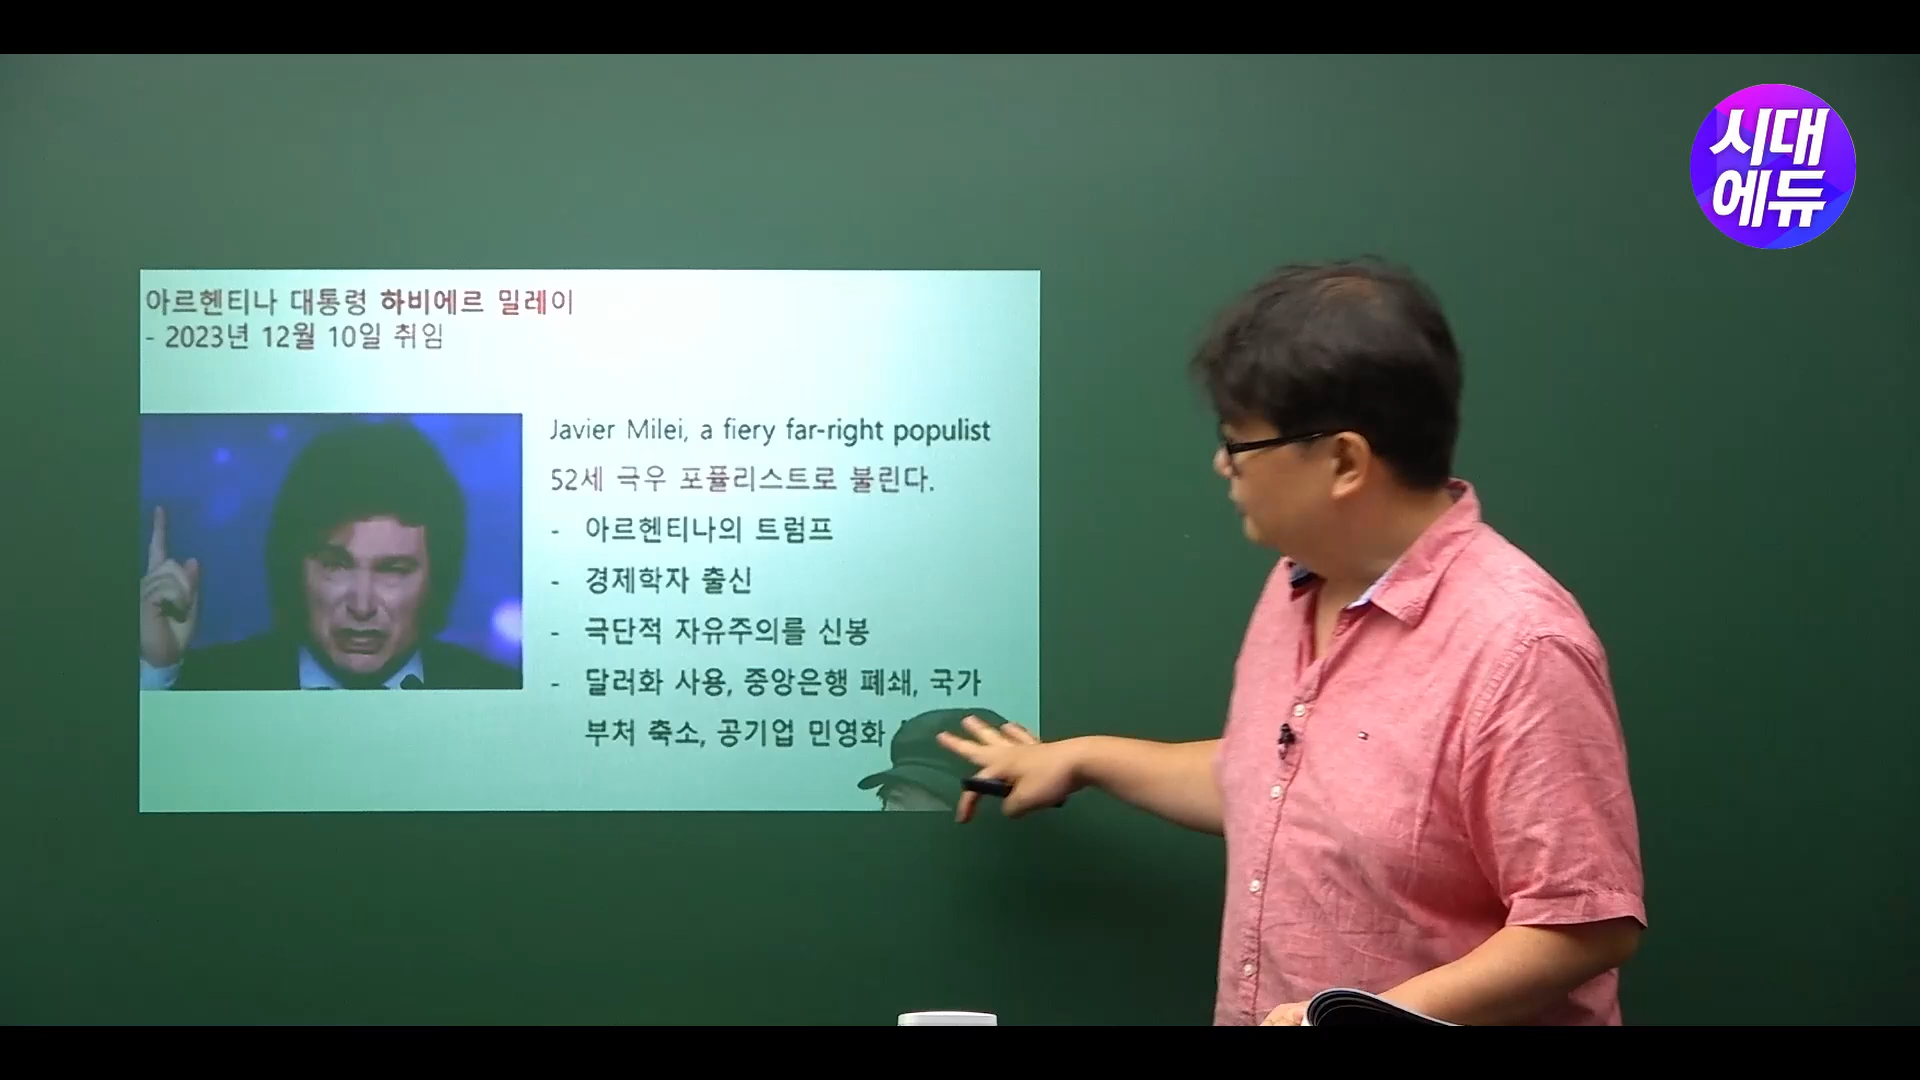 시대
에듀
아르헨티나 대통령 하비에르 밀레이
- 2023년 12월 10일 취임
Javier Milei, a fiery far-right populist
52세 극우 포퓰리스트로 불린다.
- 아르헨티나의 트럼프
- 경제학자 출신
- 극단적 자유주의를 신봉
- 달러화 사용, 중앙은행 폐쇄, 국가
부처 축소, 공기업 민영화